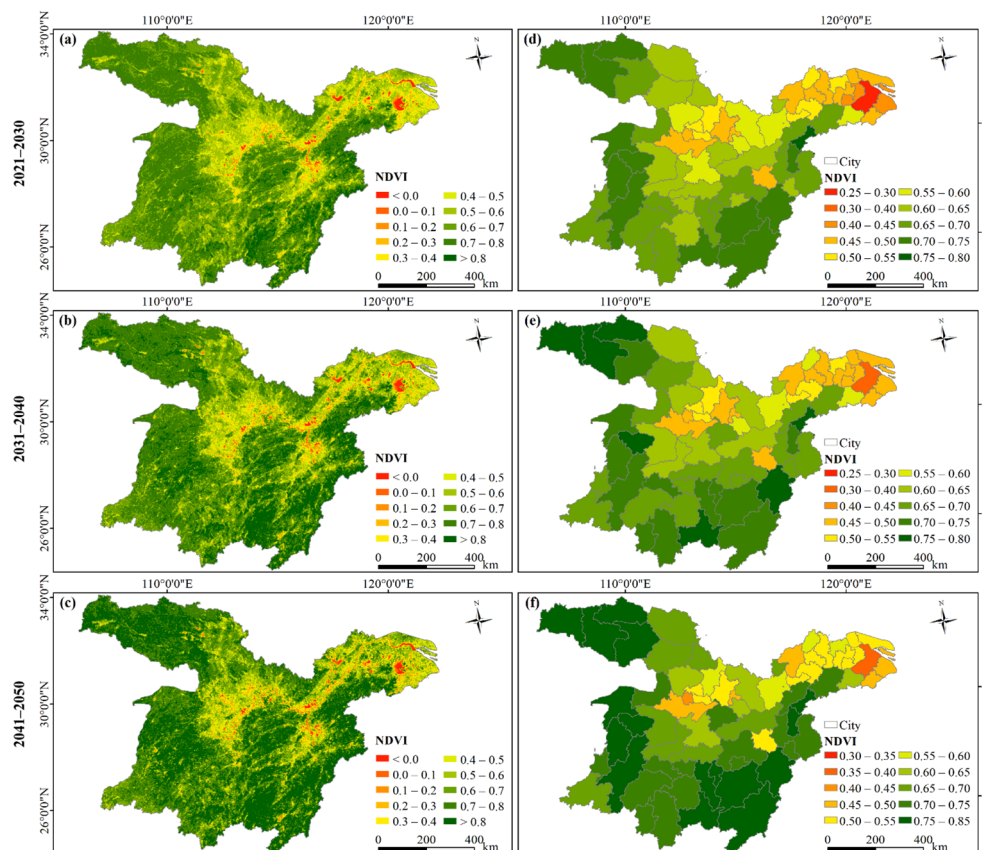 110°0'0"E 120°0'0"E 110°0'0"E 120°0'0"E
2021–2030
34°0'0"N
30°0'0"N
26°0'0"N
(a)
N
NDVI
< 0.0 0.4 – 0.5
0.0 – 0.1 0.5 – 0.6
0.1 – 0.2 0.6 – 0.7
0.2 – 0.3 0.7 – 0.8
0.3 – 0.4 > 0.8
0 200 400
km
(d)
N
City
NDVI
0.25 – 0.30 0.55 – 0.60
0.30 – 0.40 0.60 – 0.65
0.40 – 0.45 0.65 – 0.70
0.45 – 0.50 0.70 – 0.75
0.50 – 0.55 0.75 – 0.80
0 200 400
km
110°0'0"E 120°0'0"E 110°0'0"E 120°0'0"E
2031–2040
34°0'0"N
30°0'0"N
26°0'0"N
(b)
N
NDVI
< 0.0 0.4 – 0.5
0.0 – 0.1 0.5 – 0.6
0.1 – 0.2 0.6 – 0.7
0.2 – 0.3 0.7 – 0.8
0.3 – 0.4 > 0.8
0 200 400
km
(e)
N
City
NDVI
0.25 – 0.30 0.55 – 0.60
0.30 – 0.40 0.60 – 0.65
0.40 – 0.45 0.65 – 0.70
0.45 – 0.50 0.70 – 0.75
0.50 – 0.55 0.75 – 0.80
0 200 400
km
110°0'0"E 120°0'0"E 110°0'0"E 120°0'0"E
2041–2050
34°0'0"N
30°0'0"N
26°0'0"N
(c)
N
NDVI
< 0.0 0.4 – 0.5
0.0 – 0.1 0.5 – 0.6
0.1 – 0.2 0.6 – 0.7
0.2 – 0.3 0.7 – 0.8
0.3 – 0.4 > 0.8
0 200 400
km
(f)
N
City
NDVI
0.30 – 0.35 0.55 – 0.60
0.35 – 0.40 0.60 – 0.65
0.40 – 0.45 0.65 – 0.70
0.45 – 0.50 0.70 – 0.75
0.50 – 0.55 0.75 – 0.85
0 200 400
km